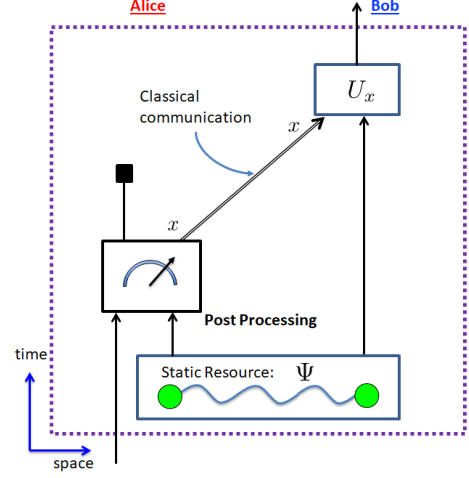 Alice
Bob
U_x
Classical
communication
x
x
Post Processing
Static Resource: Ψ
time
space